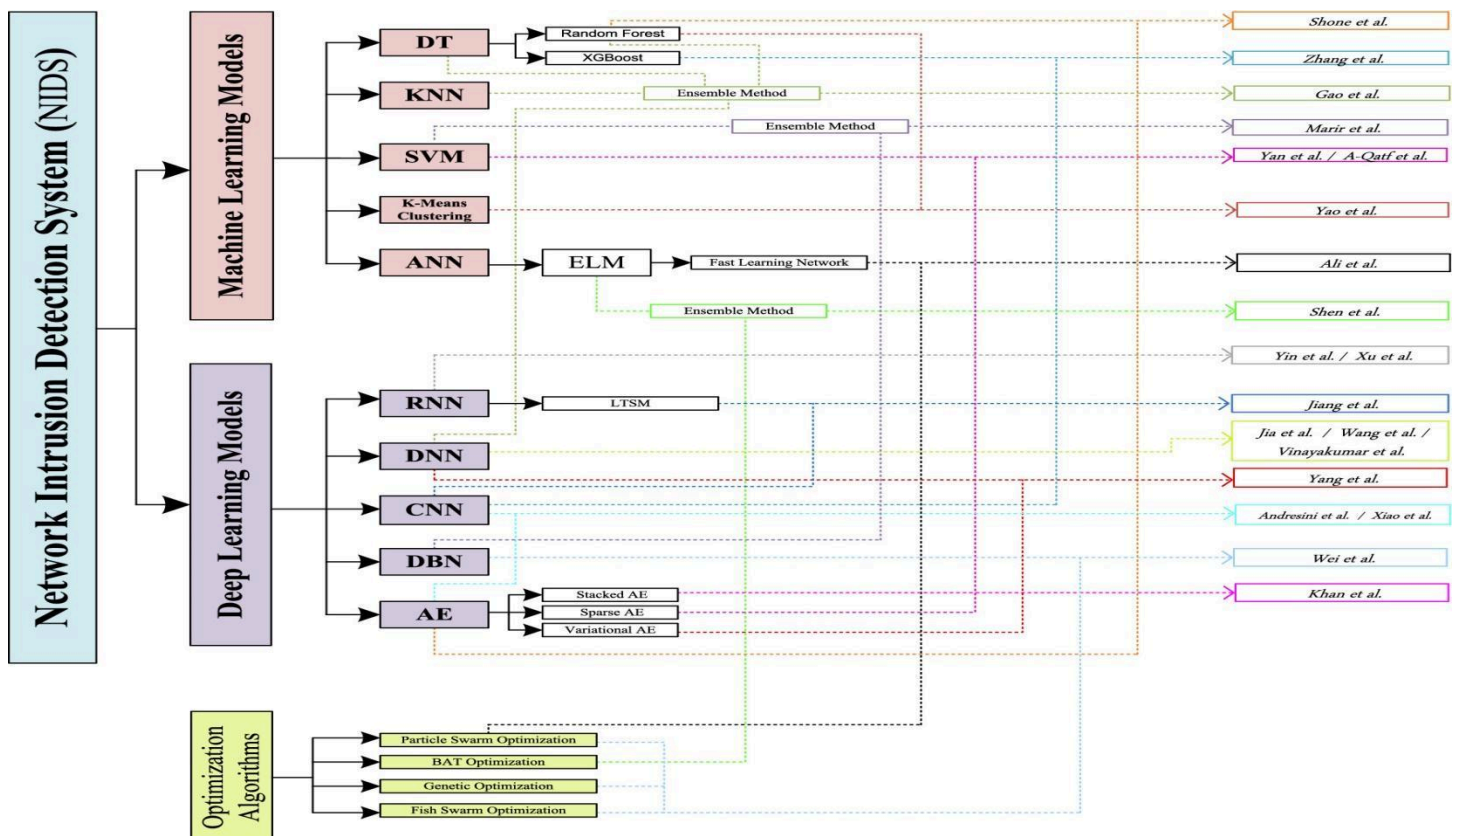 Network Intrusion Detection System (NIDS)
Machine Learning Models
DT
Random Forest
XGBoost
KNN
Ensemble Method
Ensemble Method
SVM
K-Means
Clustering
ANN
ELM
Fast Learning Network
Ensemble Method
Deep Learning Models
RNN
LTSM
DNN
CNN
DBN
AE
Stacked AE
Sparse AE
Variational AE
Optimization
Algorithms
Particle Swarm Optimization
BAT Optimization
Genetic Optimization
Fish Swarm Optimization
Shone et al.
Zhang et al.
Gao et al.
Marir et al.
Yan et al. / A-Qatf et al.
Yao et al.
Ali et al.
Shen et al.
Yin et al. / Xu et al.
Jiang et al.
Jia et al. / Wang et al. /
Vinayakumar et al.
Yang et al.
Andresini et al. / Xiao et al.
Wei et al.
Khan et al.